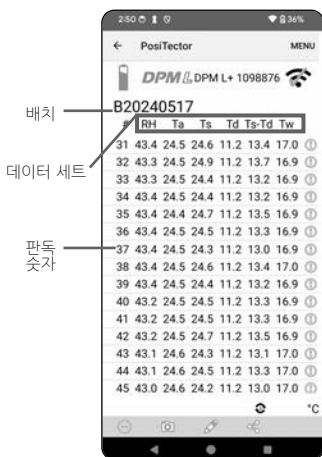 2:50 36%
PosiTector MENU
DPM L DPM L+ 1098876
배치
B20240517
# RH Ta Ts Td Ts-Td Tw
데이터 세트
31 43.4 24.5 24.6 11.2 13.4 17.0
32 43.3 24.5 24.9 11.2 13.7 16.9
33 43.3 24.5 24.4 11.2 13.2 16.9
34 43.4 24.5 24.4 11.2 13.2 16.9
35 43.4 24.4 24.7 11.2 13.5 16.9
36 43.4 24.5 24.5 11.2 13.3 16.9
판독
숫자
37 43.4 24.5 24.3 11.2 13.0 16.9
38 43.4 24.5 24.6 11.2 13.4 17.0
39 43.4 24.5 24.4 11.2 13.2 16.9
40 43.2 24.5 24.5 11.2 13.3 16.9
41 43.2 24.5 24.5 11.2 13.3 16.9
42 43.2 24.5 24.7 11.2 13.5 16.9
43 43.1 24.6 24.3 11.2 13.1 17.0
44 43.1 24.6 24.5 11.2 13.3 17.0
45 43.0 24.6 24.2 11.2 13.0 17.0
°C